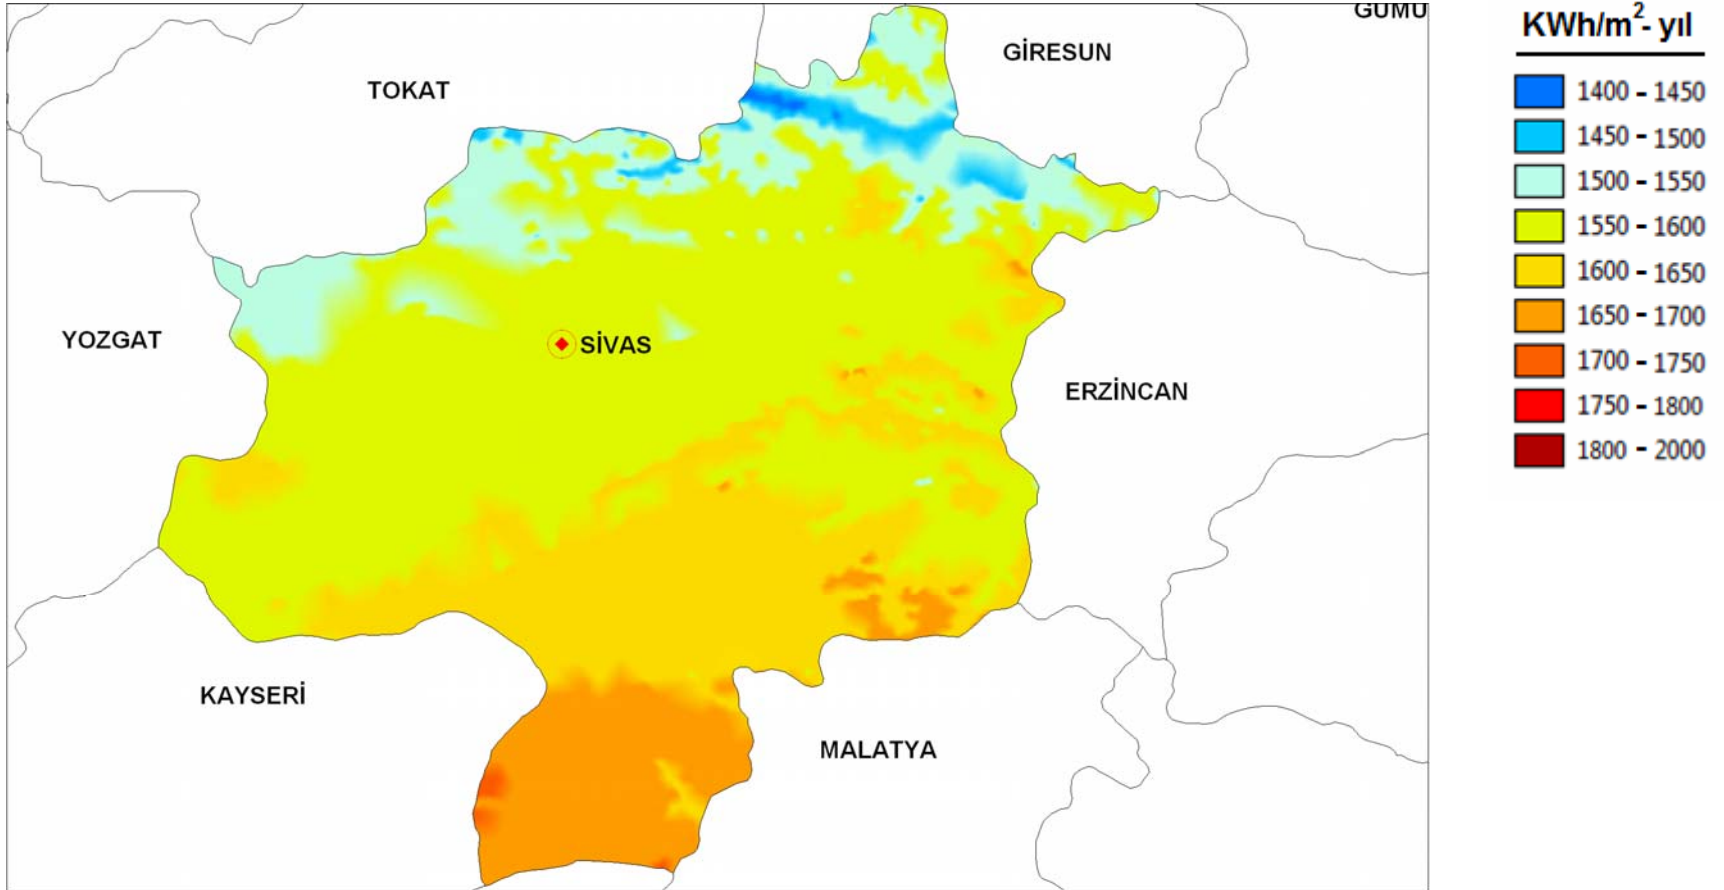 GÜMÜ
GİRESUN
TOKAT
YOZGAT
SİVAS
ERZİNCAN
KAYSERİ
MALATYA
KWh/m²- yıl
1400 - 1450
1450 - 1500
1500 - 1550
1550 - 1600
1600 - 1650
1650 - 1700
1700 - 1750
1750 - 1800
1800 - 2000